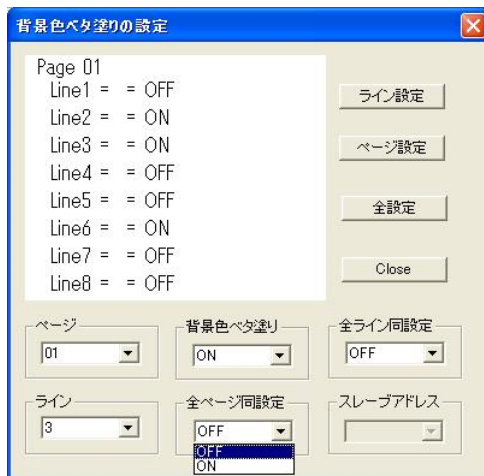 背景色ベタ塗りの設定
Page 01
Line1 = = OFF
Line2 = = ON
Line3 = = ON
Line4 = = OFF
Line5 = = OFF
Line6 = = ON
Line7 = = OFF
Line8 = = OFF
ライン設定
ページ設定
全設定
Close
ページ
01
背景色ベタ塗り
ON
全ライン同設定
OFF
ライン
3
全ページ同設定
OFF
OFF
ON
スレーブアドレス